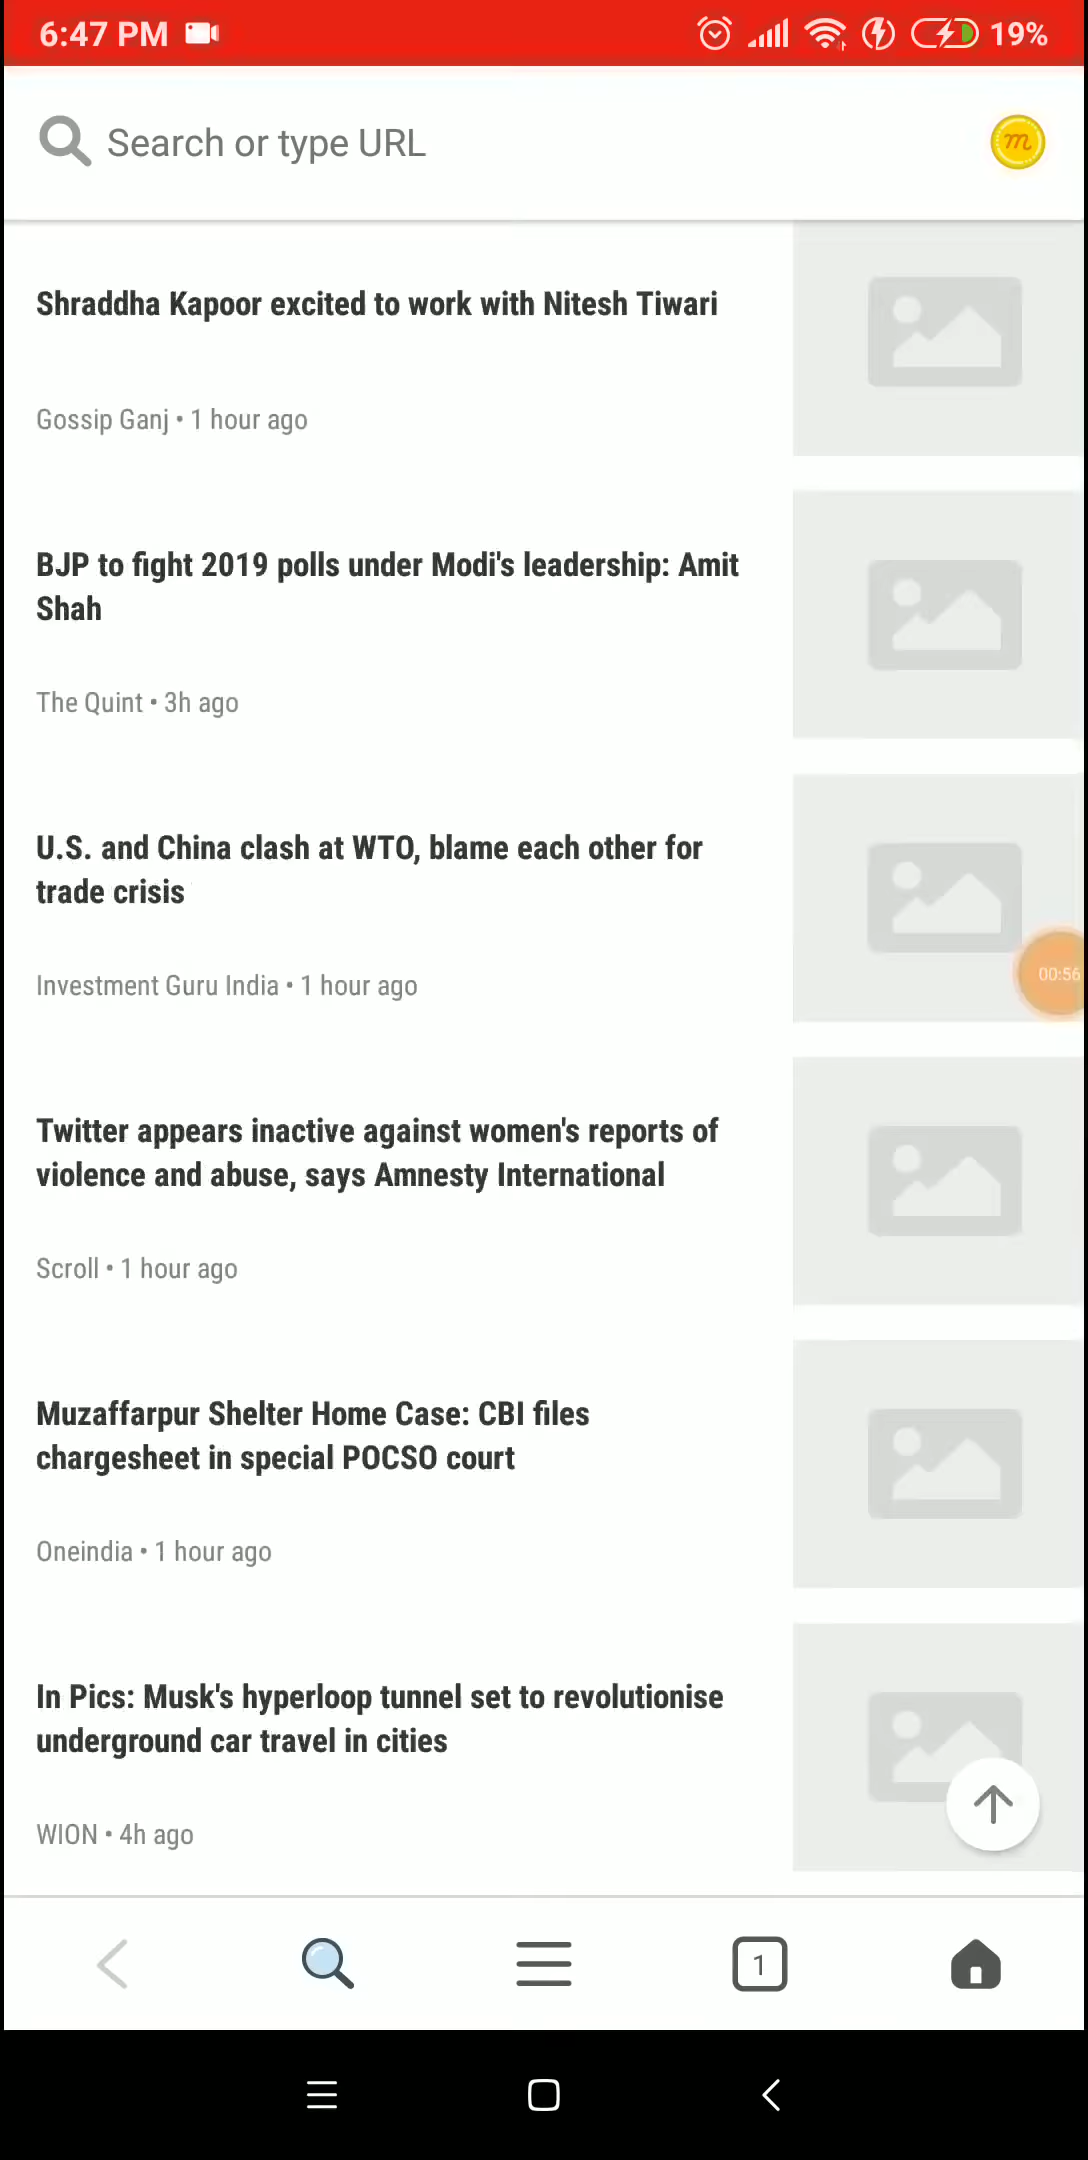 6:47 PM
19%
Search or type URL
m
Shraddha Kapoor excited to work with Nitesh Tiwari
Gossip Ganj • 1 hour ago
BJP to fight 2019 polls under Modi's leadership: Amit
Shah
The Quint • 3h ago
U.S. and China clash at WTO, blame each other for
trade crisis
Investment Guru India • 1 hour ago
00:56
Twitter appears inactive against women's reports of
violence and abuse, says Amnesty International
Scroll • 1 hour ago
Muzaffarpur Shelter Home Case: CBI files
chargesheet in special POCSO court
Oneindia • 1 hour ago
In Pics: Musk's hyperloop tunnel set to revolutionise
underground car travel in cities
WION • 4h ago
1